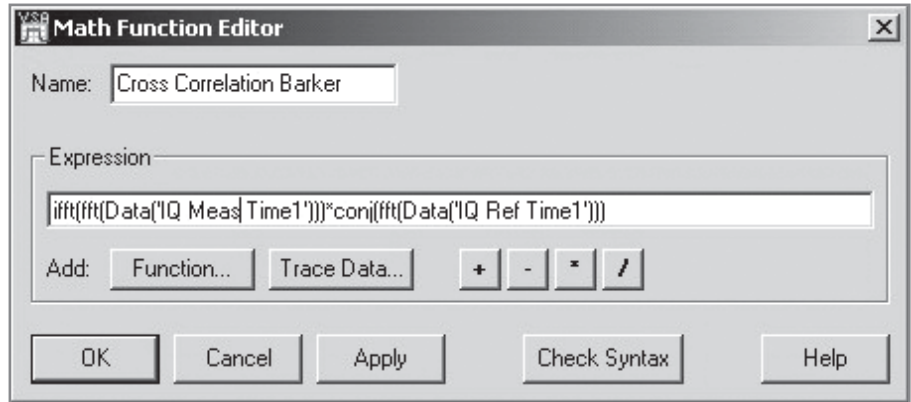 VSA Math Function Editor
Name: Cross Correlation Barker
Expression
ifft(fft(Data('IQ Meas Time1')))*conj(fft(Data('IQ Ref Time1')))
Add: Function... Trace Data... + - * /
OK Cancel Apply Check Syntax Help